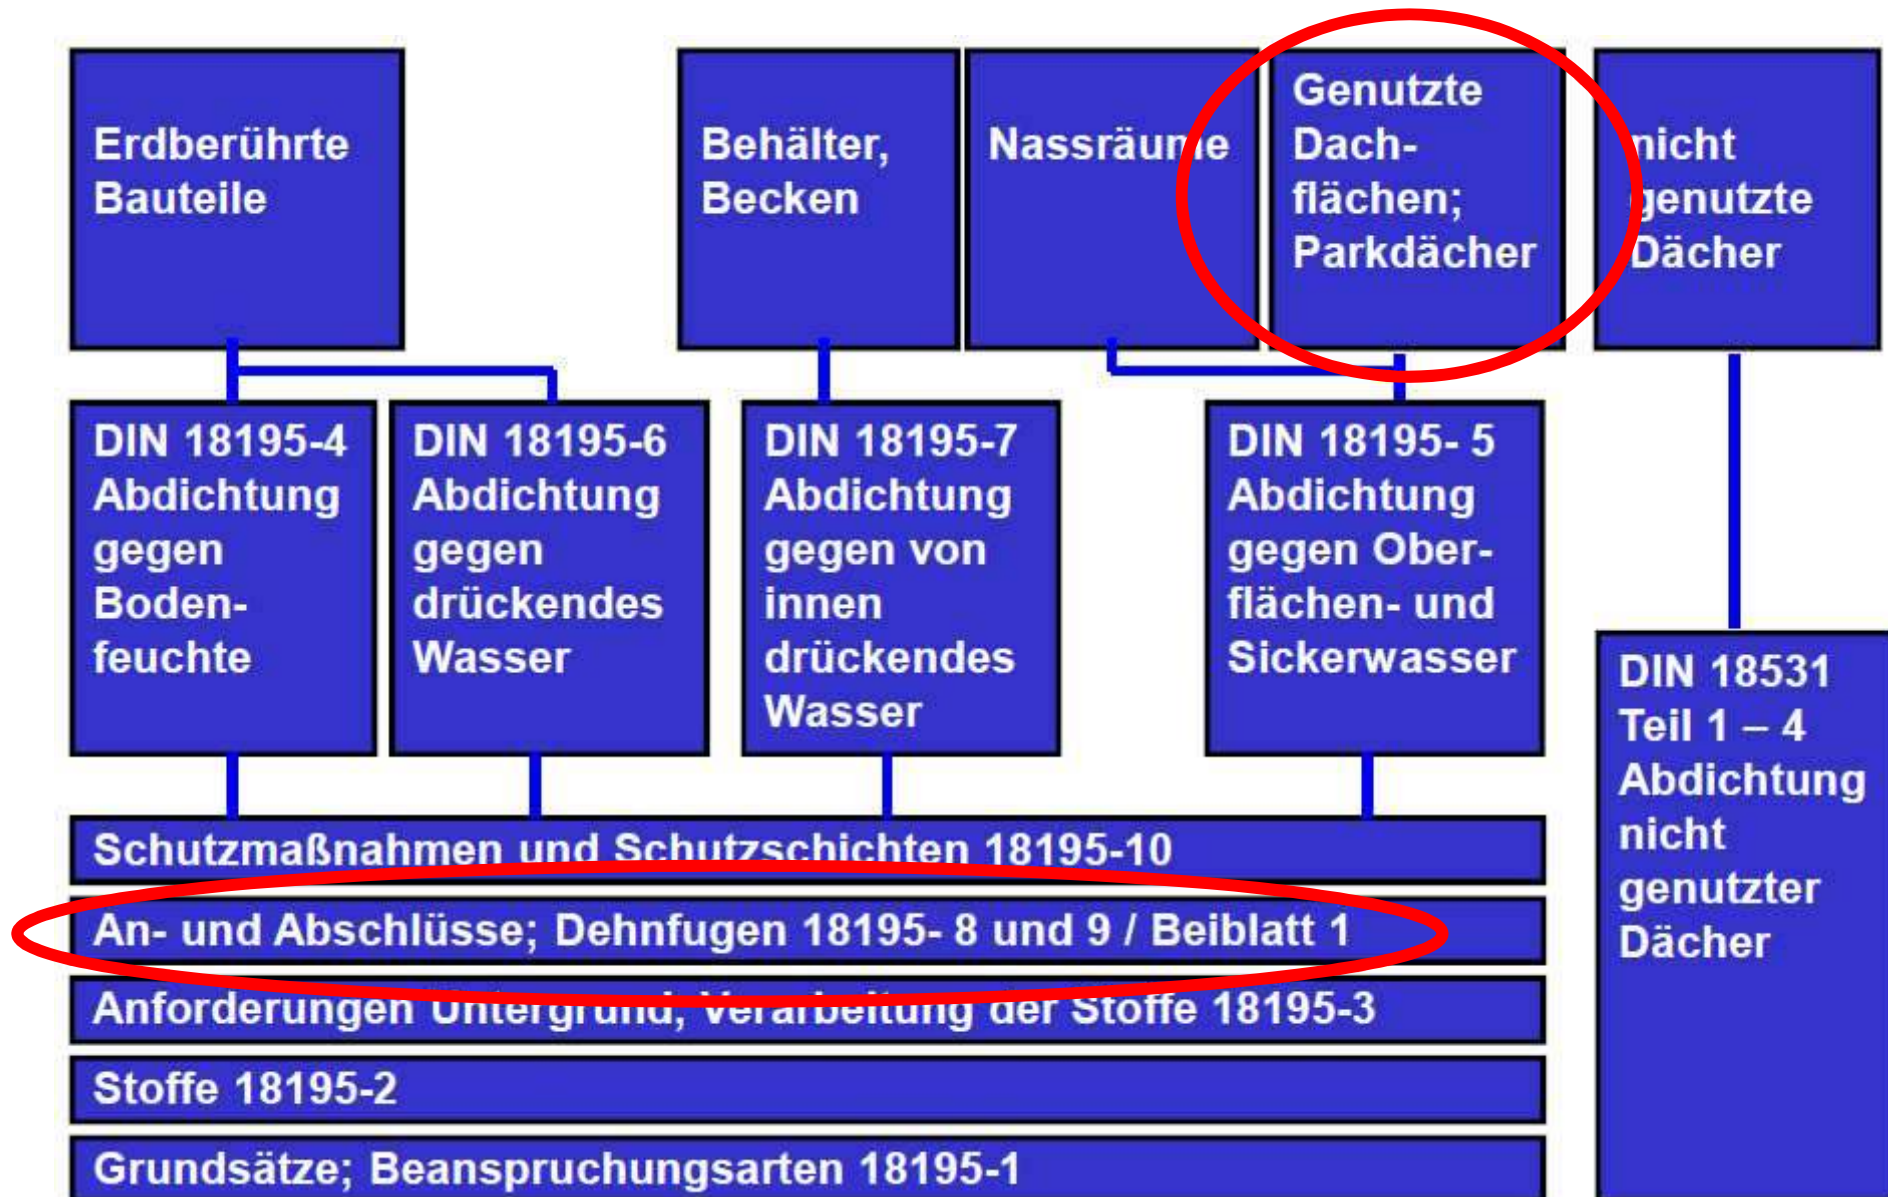 Erdberührte
Bauteile
Behälter,
Becken
Nassräume
Genutzte
Dach-
flächen;
Parkdächer
nicht
genutzte
Dächer
DIN 18195-4
Abdichtung
gegen
Boden-
feuchte
DIN 18195-6
Abdichtung
gegen
drückendes
Wasser
DIN 18195-7
Abdichtung
gegen von
innen
drückendes
Wasser
DIN 18195- 5
Abdichtung
gegen Ober-
flächen- und
Sickerwasser
DIN 18531
Teil 1 – 4
Abdichtung
nicht
genutzter
Dächer
Schutzmaßnahmen und Schutzschichten 18195-10
An- und Abschlüsse; Dehnfugen 18195- 8 und 9 / Beiblatt 1
Anforderungen Untergrund; Verarbeitung der Stoffe 18195-3
Stoffe 18195-2
Grundsätze; Beanspruchungsarten 18195-1